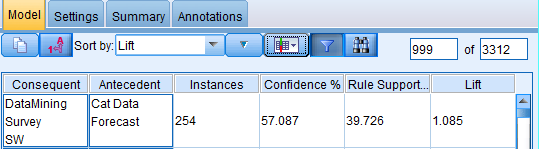 Model Settings Summary Annotations
Sort by: Lift 999 of 3312
Consequent Antecedent Instances Confidence % Rule Support... Lift
DataMining Cat Data
Survey Forecast 254 57.087 39.726 1.085
SW